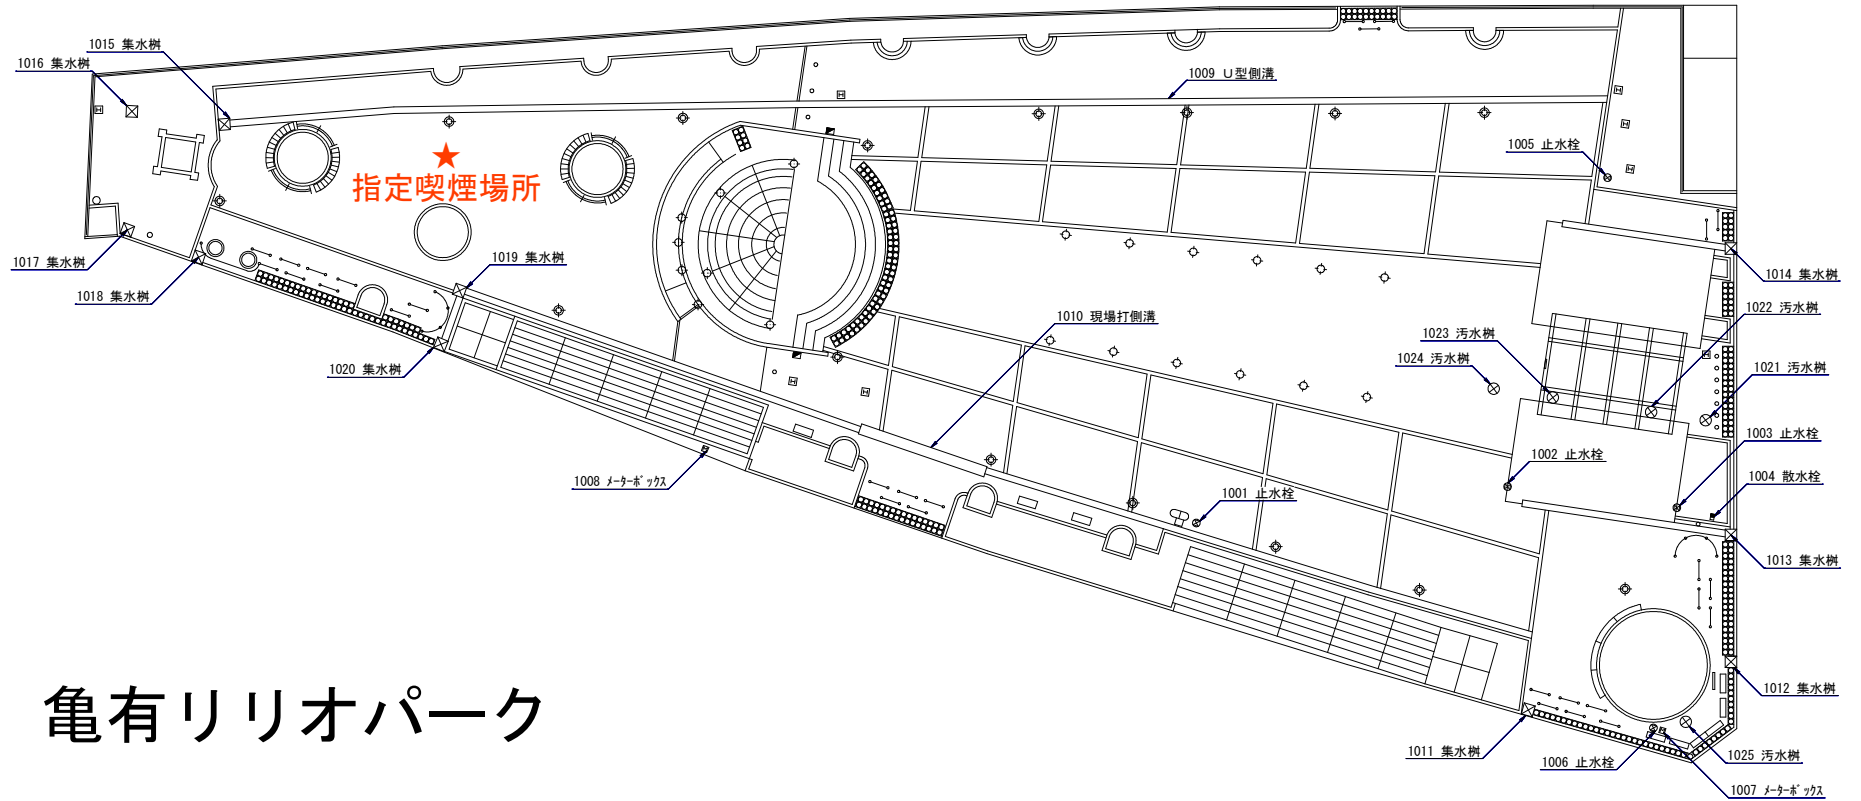 1015 集水桝
1016 集水桝
1009 U型側溝
1005 止水栓
★
指定喫煙場所
1017 集水桝
1018 集水桝
1019 集水桝
1014 集水桝
1022 汚水桝
1010 現場打側溝
1023 汚水桝
1024 汚水桝
1020 集水桝
1021 汚水桝
1003 止水栓
1002 止水栓
1004 散水栓
1008 メーターボックス
1001 止水栓
1013 集水桝
1012 集水桝
亀有リリオパーク
1011 集水桝
1006 止水栓
1025 汚水桝
1007 メーターボックス